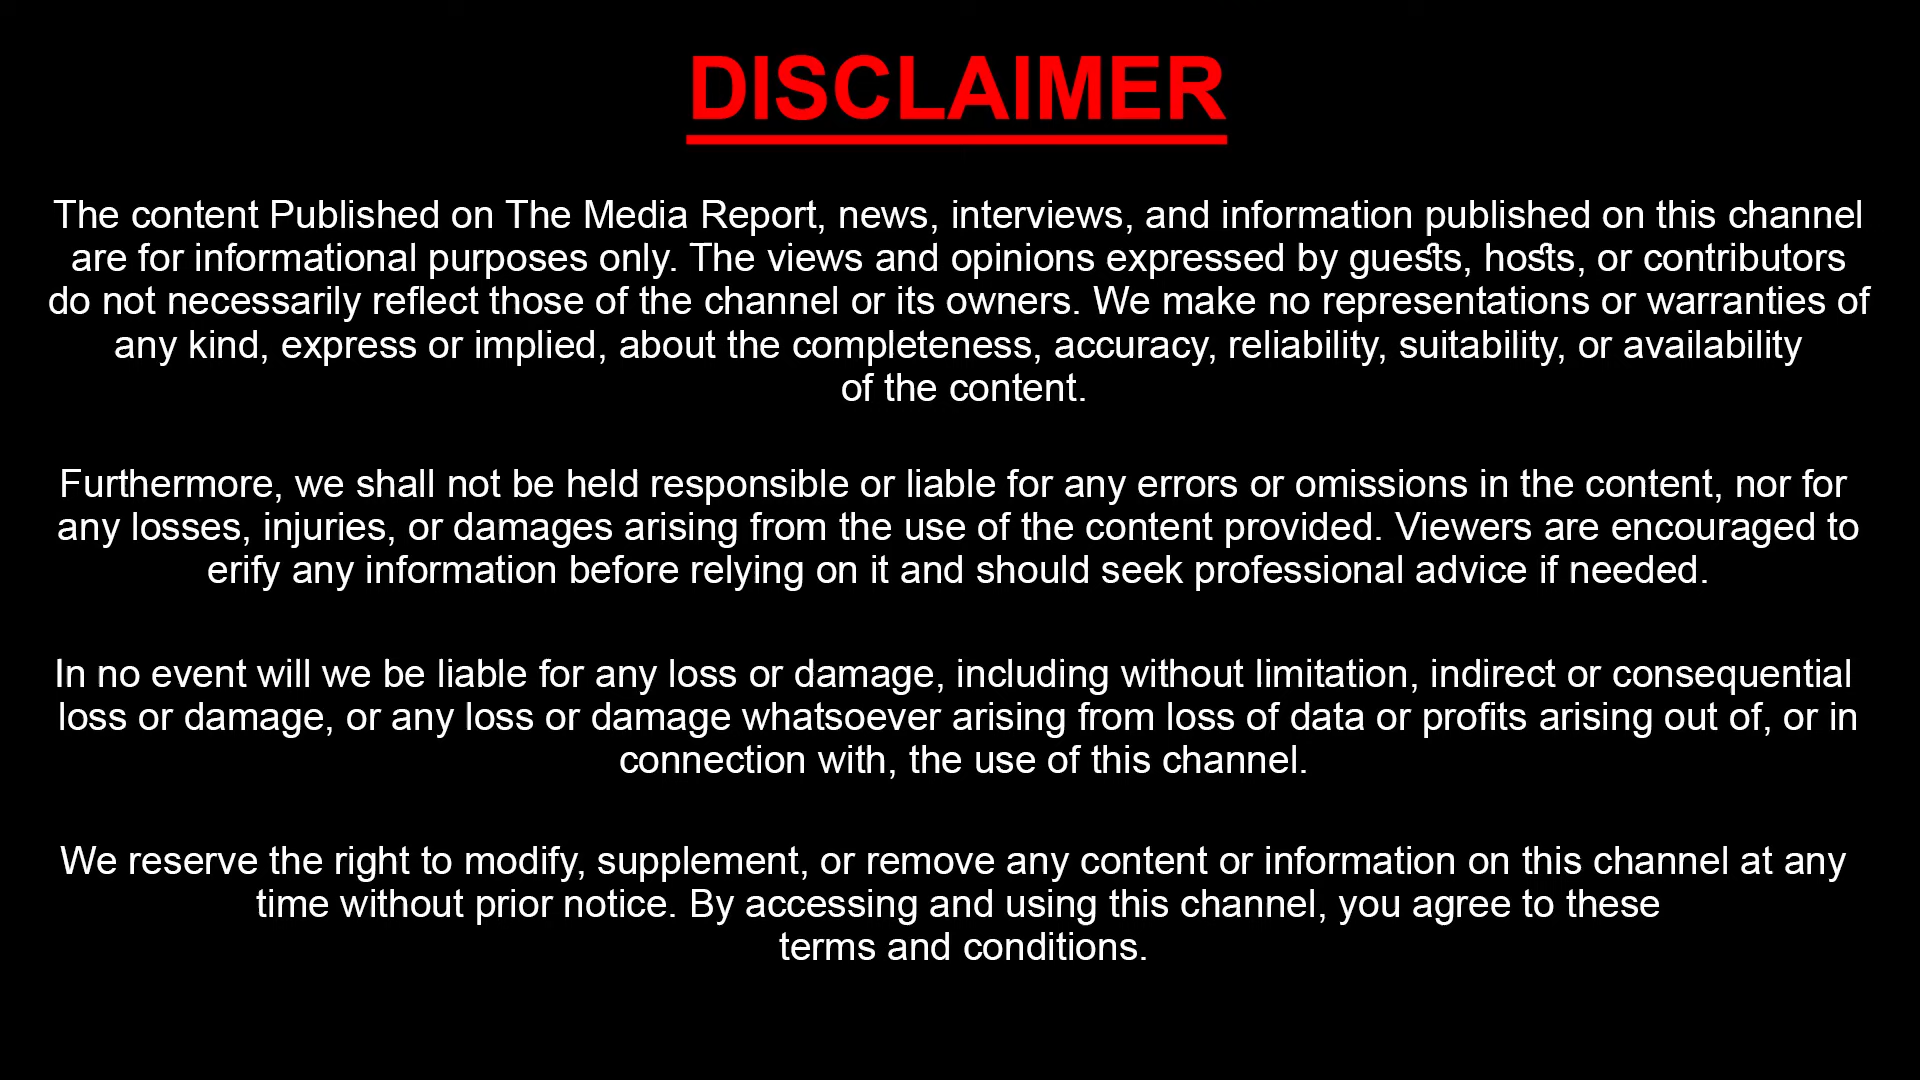 DISCLAIMER
The content Published on The Media Report, news, interviews, and information published on this channel
are for informational purposes only. The views and opinions expressed by guests, hosts, or contributors
do not necessarily reflect those of the channel or its owners. We make no representations or warranties of
any kind, express or implied, about the completeness, accuracy, reliability, suitability, or availability
of the content.
Furthermore, we shall not be held responsible or liable for any errors or omissions in the content, nor for
any losses, injuries, or damages arising from the use of the content provided. Viewers are encouraged to
erify any information before relying on it and should seek professional advice if needed.
In no event will we be liable for any loss or damage, including without limitation, indirect or consequential
loss or damage, or any loss or damage whatsoever arising from loss of data or profits arising out of, or in
connection with, the use of this channel.
We reserve the right to modify, supplement, or remove any content or information on this channel at any
time without prior notice. By accessing and using this channel, you agree to these
terms and conditions.